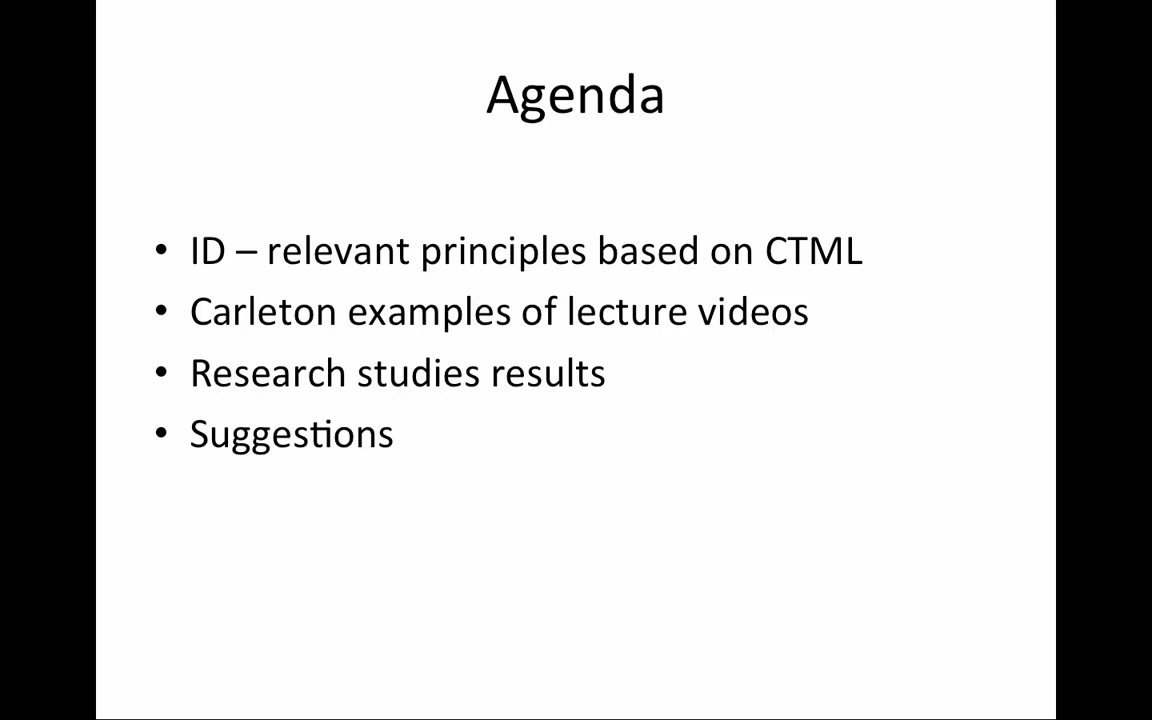 Agenda
• ID – relevant principles based on CTML
• Carleton examples of lecture videos
• Research studies results
• Suggestions